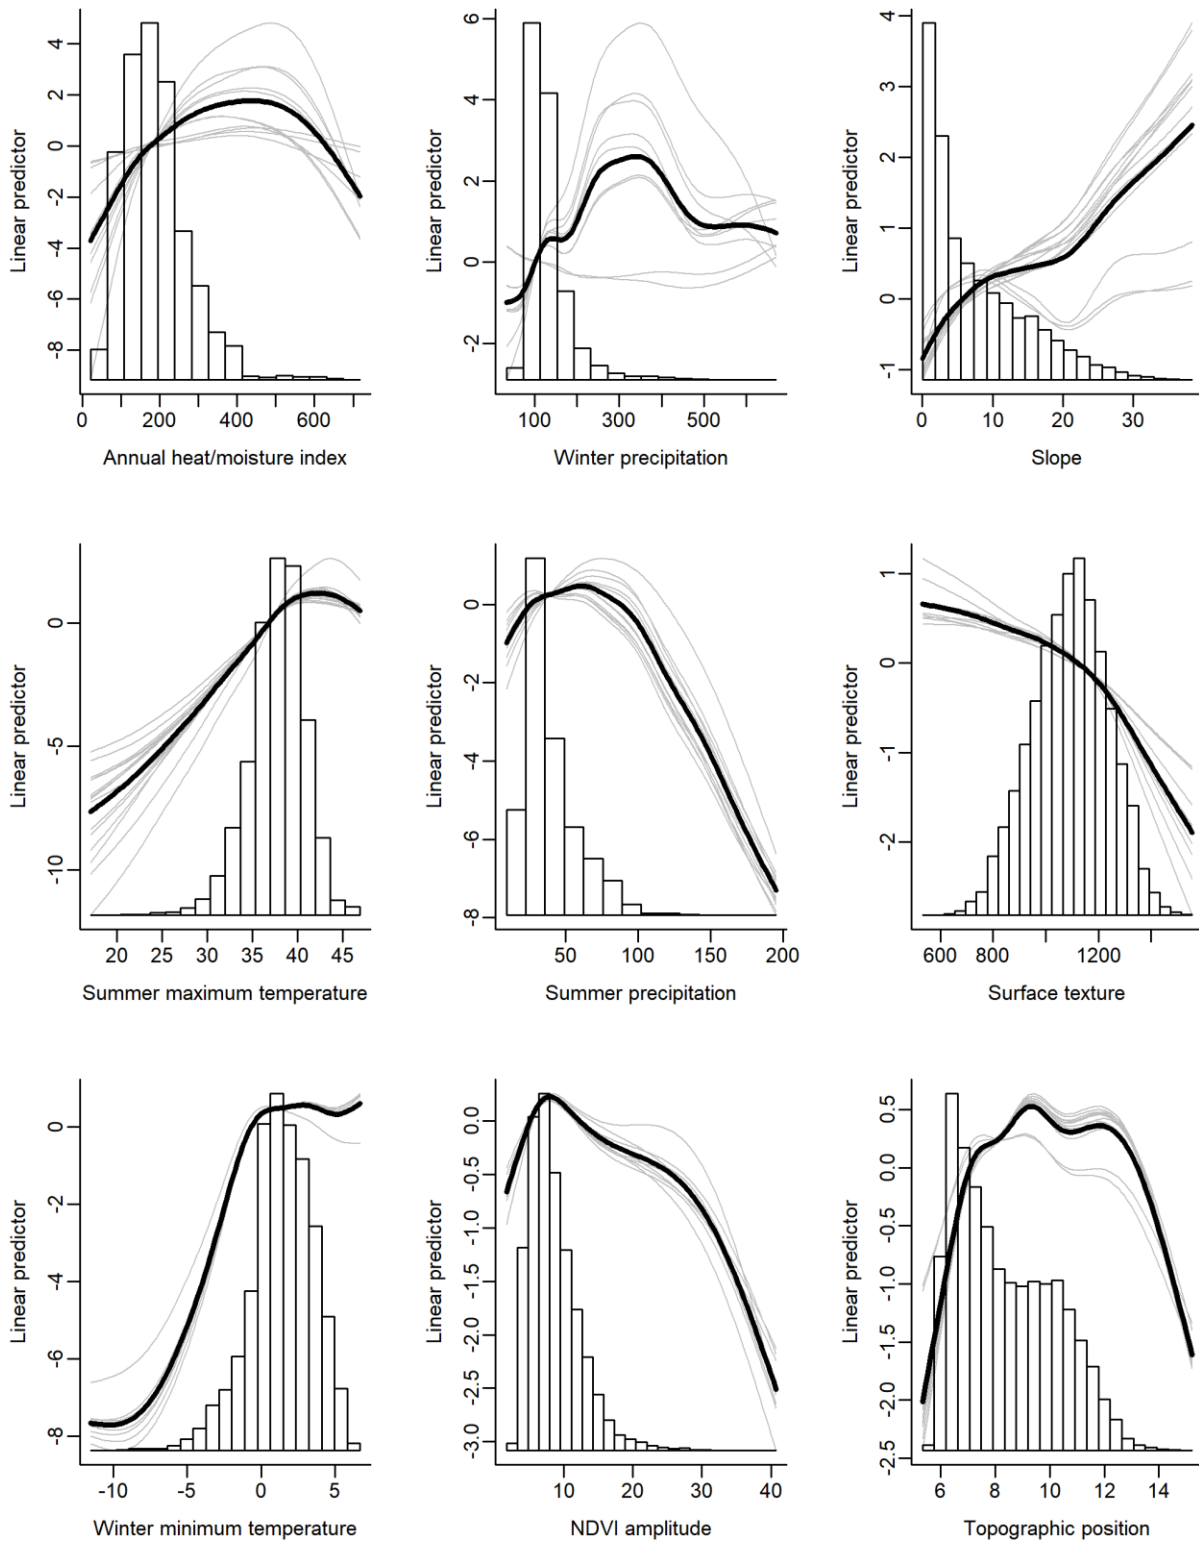 Linear predictor
4
2
0
-2
-4
-6
-8
0 200 400 600
Annual heat/moisture index
Linear predictor
6
4
2
0
-2
100 300 500
Winter precipitation
Linear predictor
4
3
2
1
0
-1
0 10 20 30
Slope
Linear predictor
0
-5
-10
20 25 30 35 40 45
Summer maximum temperature
Linear predictor
0
-2
-4
-6
-8
50 100 150 200
Summer precipitation
Linear predictor
1
0
-1
-2
600 800 1200
Surface texture
Linear predictor
0
-2
-4
-6
-8
-10 -5 0 5
Winter minimum temperature
Linear predictor
0.0
-0.5
-1.0
-1.5
-2.0
-2.5
-3.0
10 20 30 40
NDVI amplitude
Linear predictor
0.5
0.0
-0.5
-1.0
-1.5
-2.0
-2.5
6 8 10 12 14
Topographic position